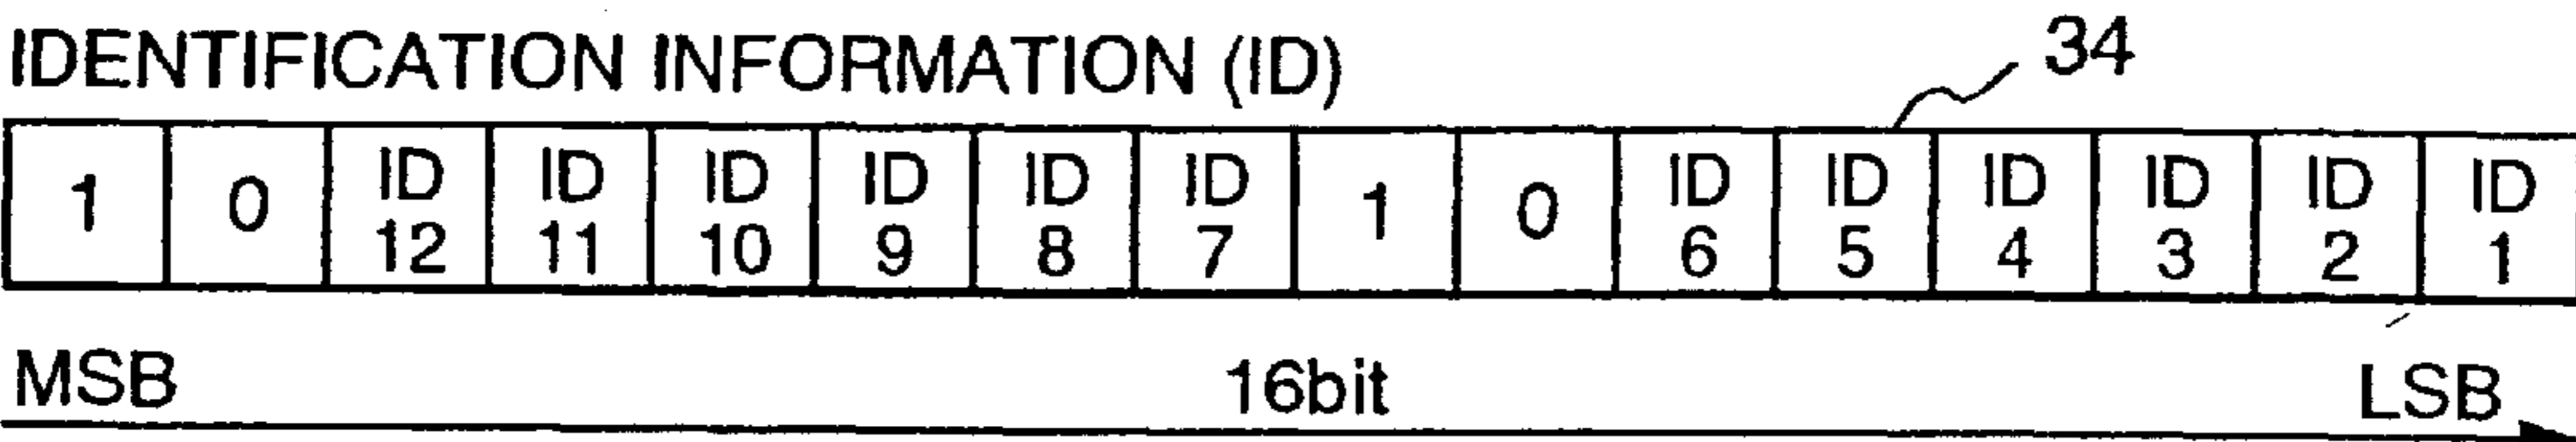 IDENTIFICATION INFORMATION (ID) 34
1 0 ID 12 ID 11 ID 10 ID 9 ID 8 ID 7 1 0 ID 6 ID 5 ID 4 ID 3 ID 2 ID 1
MSB 16bit LSB